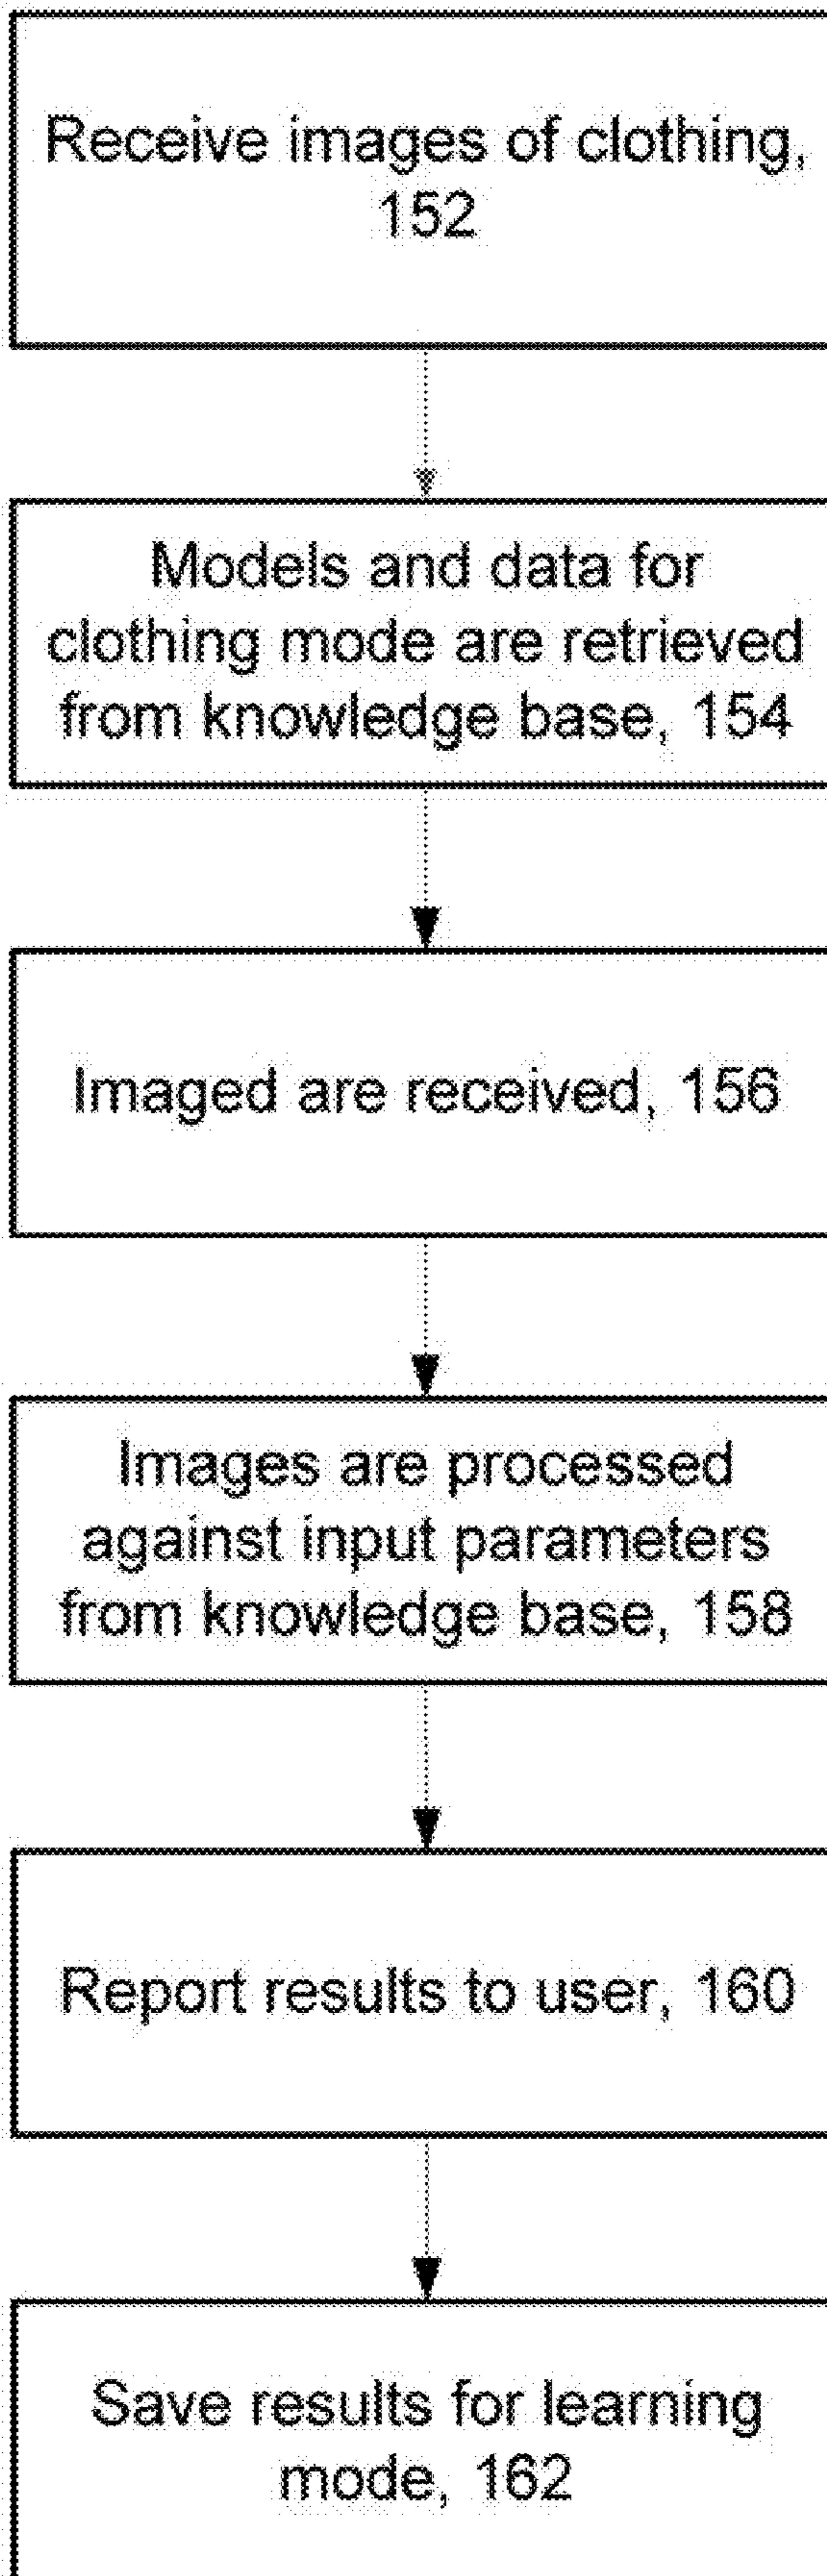 Receive images of clothing,
152
Models and data for
clothing mode are retrieved
from knowledge base, 154
Imaged are received, 156
Images are processed
against input parameters
from knowledge base, 158
Report results to user, 160
Save results for learning
mode, 162